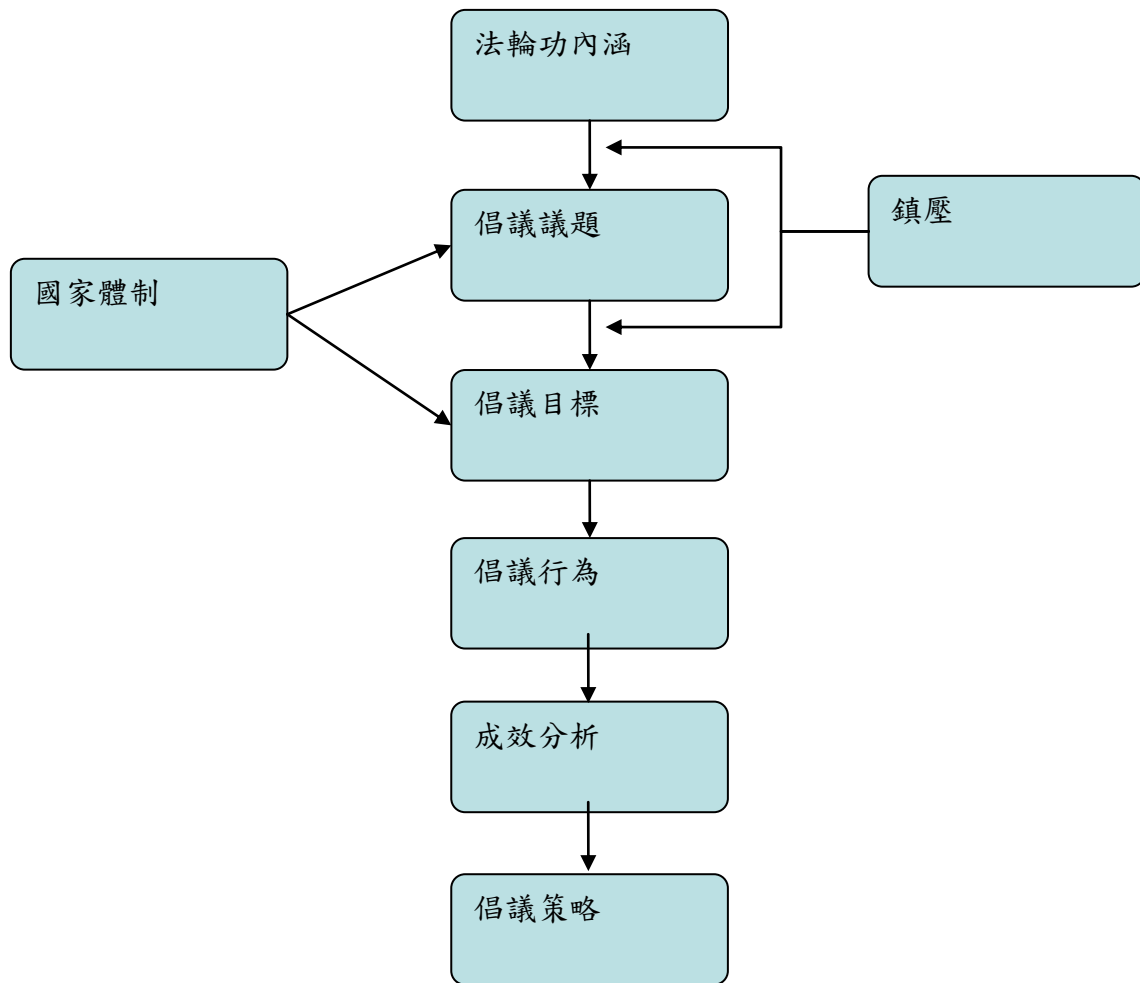 法輪功內涵
倡議議題
鎮壓
國家體制
倡議目標
倡議行為
成效分析
倡議策略